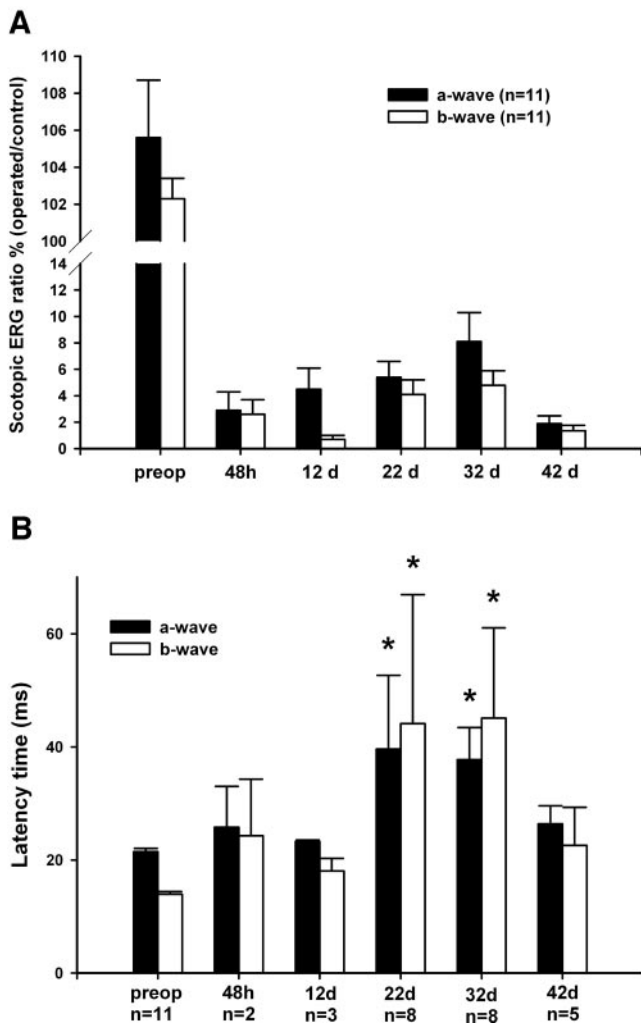 A
110
108
106
104
102
100
14
12
10
8
6
4
2
0
Scotopic ERG ratio % (operated/control)
a-wave (n=11)
b-wave (n=11)
preop 48h 12 d 22 d 32 d 42 d
B
60
40
20
0
Latency time (ms)
a-wave
b-wave
* *
* *
preop 48h 12d 22d 32d 42d
n=11 n=2 n=3 n=8 n=8 n=5